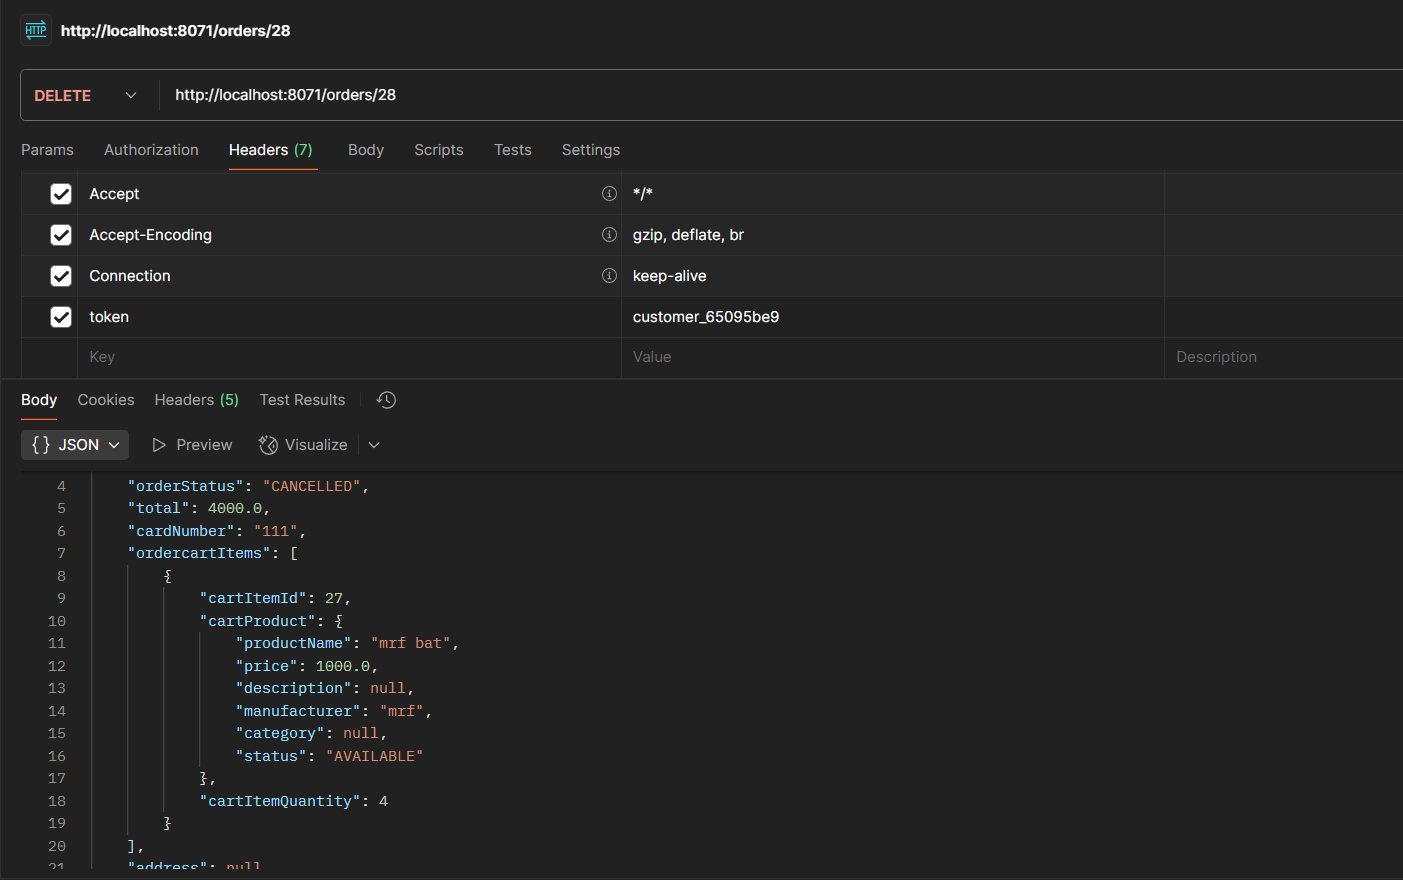 HTTP http://localhost:8071/orders/28
DELETE http://localhost:8071/orders/28
Params Authorization Headers (7) Body Scripts Tests Settings
Accept */*
Accept-Encoding gzip, deflate, br
Connection keep-alive
token customer_65095be9
Key Value Description
Body Cookies Headers (5) Test Results
{} JSON Preview Visualize
4 "orderStatus": "CANCELLED",
5 "total": 4000.0,
6 "cardNumber": "111",
7 "ordercartItems": [
8 {
9 "cartItemId": 27,
10 "cartProduct": {
11 "productName": "mrf bat",
12 "price": 1000.0,
13 "description": null,
14 "manufacturer": "mrf",
15 "category": null,
16 "status": "AVAILABLE"
17 },
18 "cartItemQuantity": 4
19 }
20 ],
21 "address": null